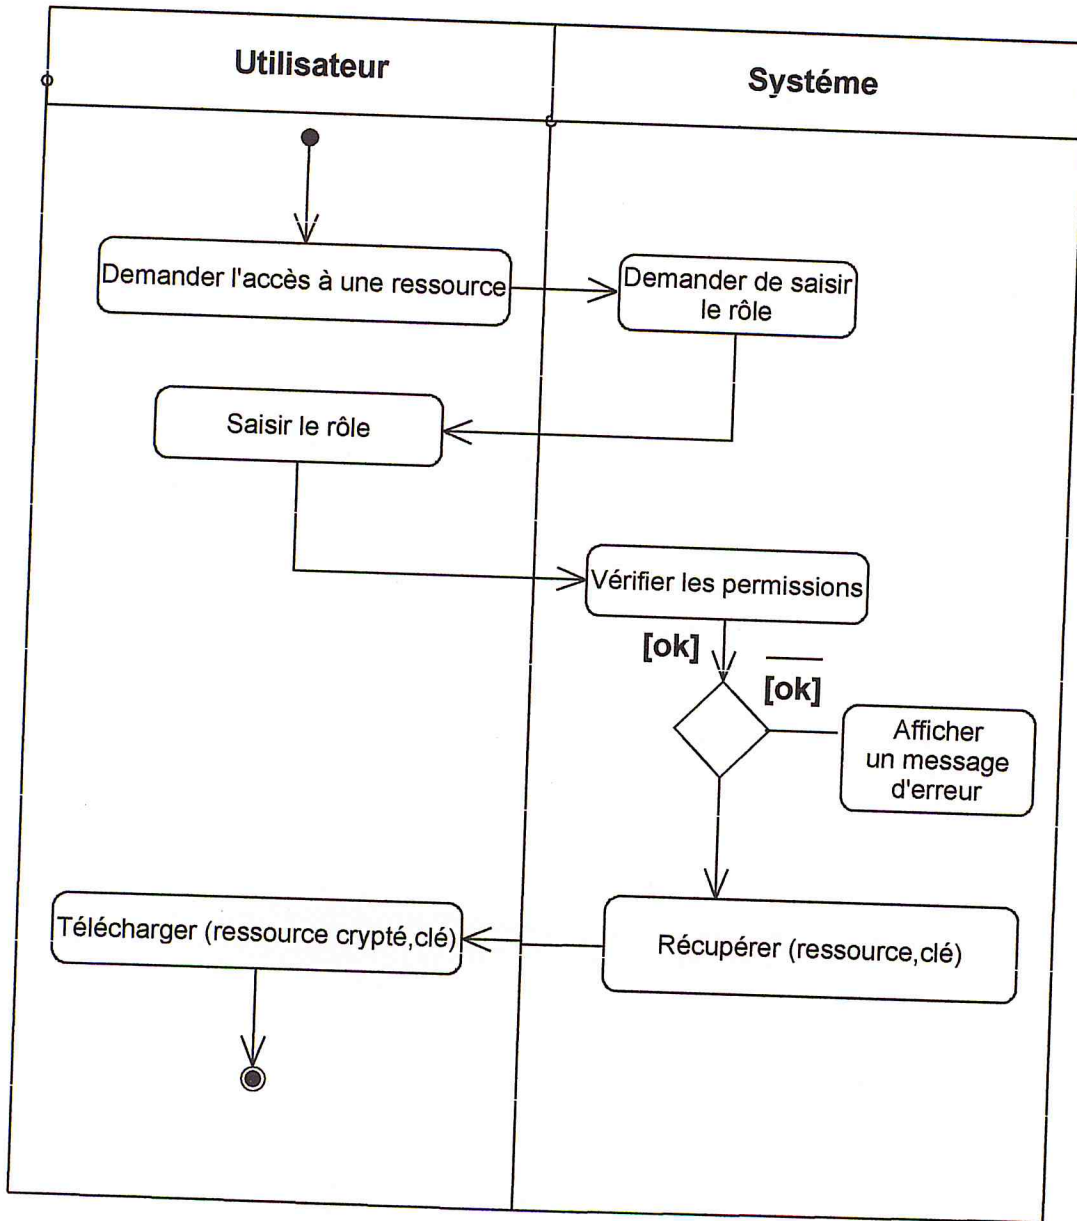 Utilisateur
Systéme
Demander l'accès à une ressource
Demander de saisir
le rôle
Saisir le rôle
Vérifier les permissions
[ok]
[ok]
Afficher
un message
d'erreur
Télécharger (ressource crypté,clé)
Récupérer (ressource,clé)